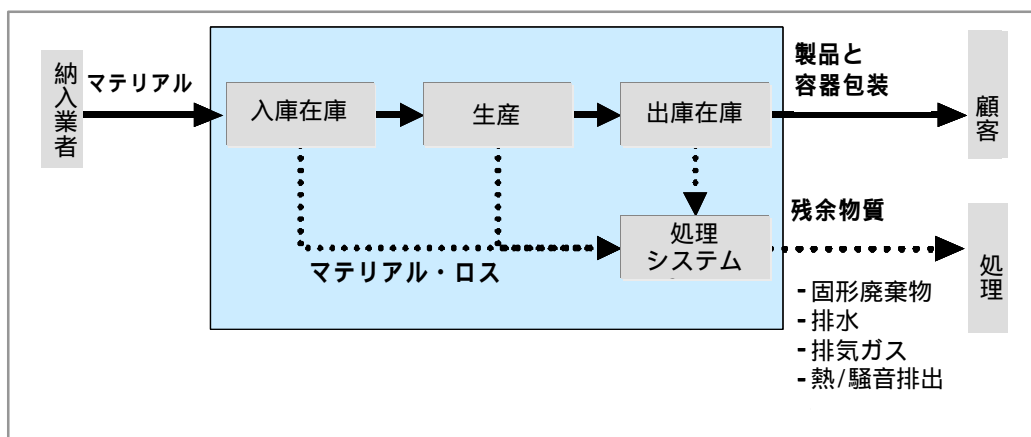 納入業者
マテリアル
入庫在庫
生産
出庫在庫
製品と
容器包装
顧客
処理
システム
マテリアル・ロス
残余物質
処理
-固形廃棄物
-排水
-排気ガス
-熱/騒音排出